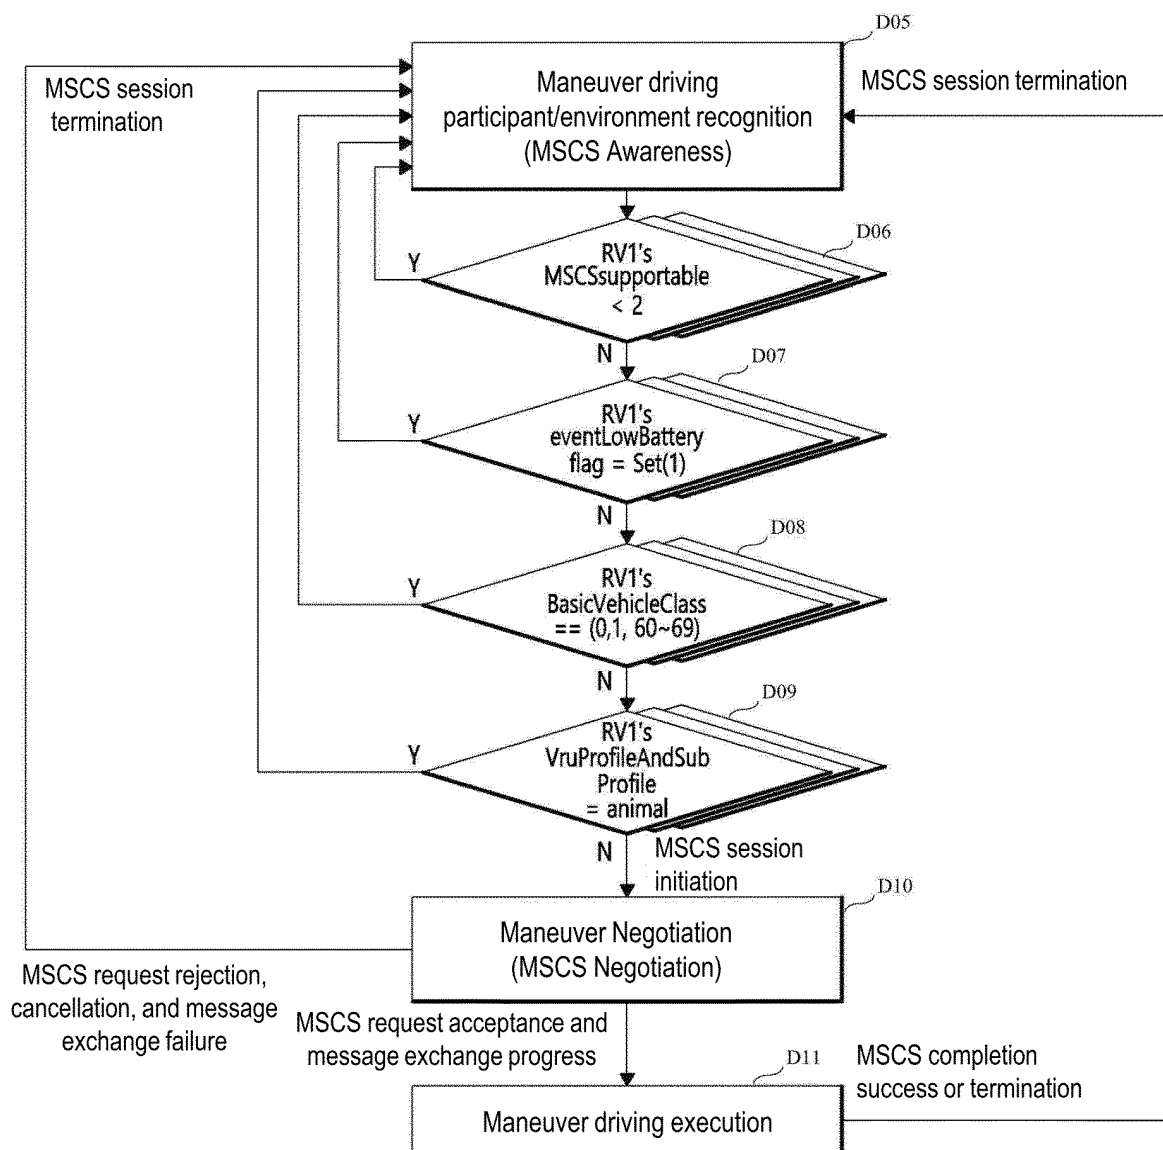 D05
MSCS session
termination
Maneuver driving
participant/environment recognition
(MSCS Awareness)
MSCS session termination
D06
Y
RV1's
MSCSsupportable
< 2
N
D07
Y
RV1's
eventLowBattery
flag = Set(1)
N
D08
Y
RV1's
BasicVehicleClass
== (0,1, 60~69)
N
D09
Y
RV1's
VruProfileAndSub
Profile
= animal
N
MSCS session
initiation
D10
Maneuver Negotiation
(MSCS Negotiation)
MSCS request rejection,
cancellation, and message
exchange failure
MSCS request acceptance and
message exchange progress
D11
MSCS completion
success or termination
Maneuver driving execution